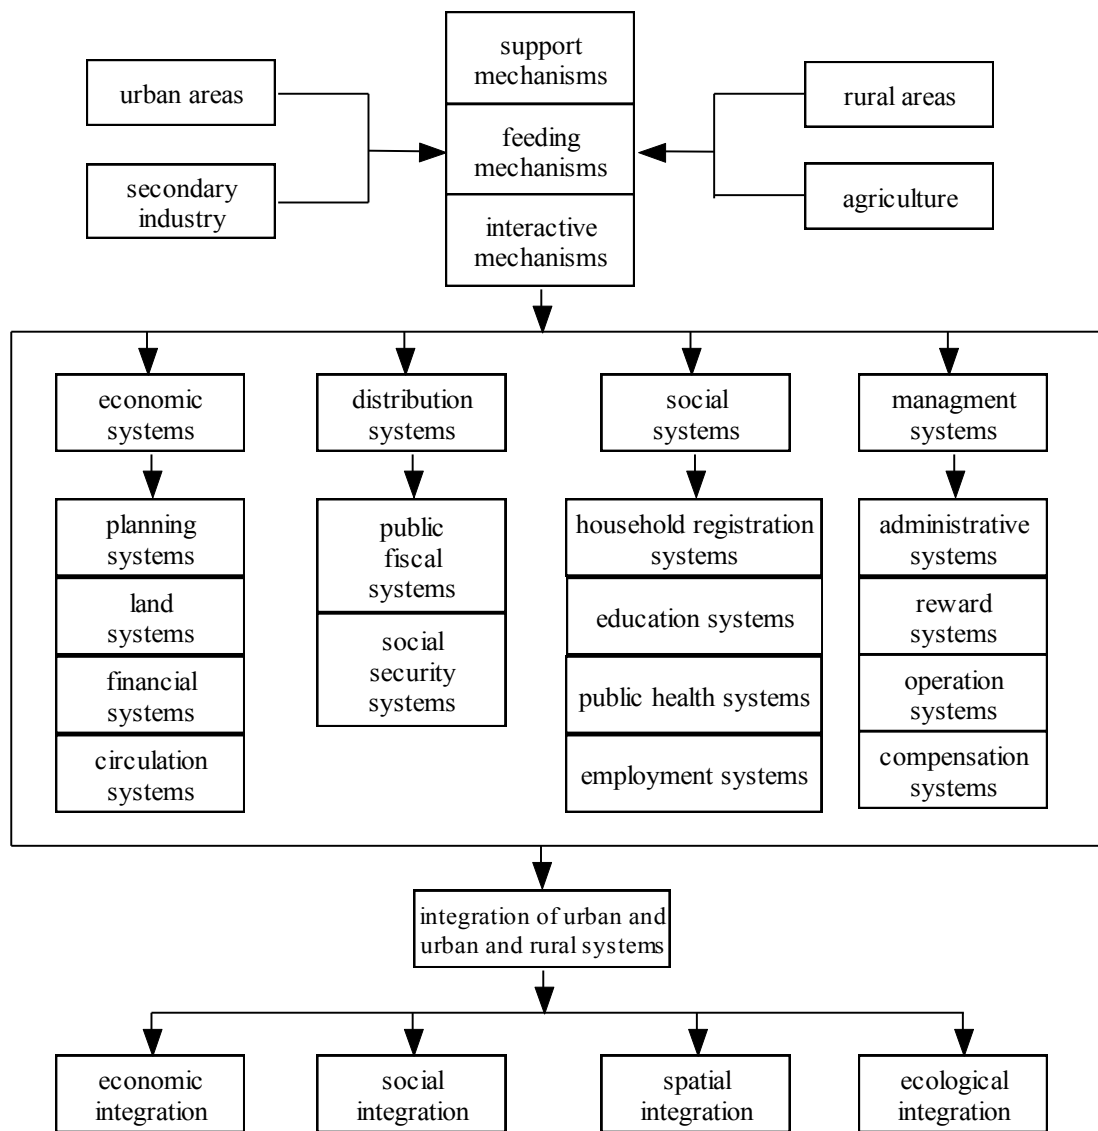 support
mechanisms
urban areas
rural areas
feeding
mechanisms
secondary
industry
agriculture
interactive
mechanisms
economic
systems
distribution
systems
social
systems
managment
systems
planning
systems
land
systems
financial
systems
circulation
systems
public
fiscal
systems
social
security
systems
household registration
systems
education systems
public health systems
employment systems
administrative
systems
reward
systems
operation
systems
compensation
systems
integration of urban and
urban and rural systems
economic
integration
social
integration
spatial
integration
ecological
integration